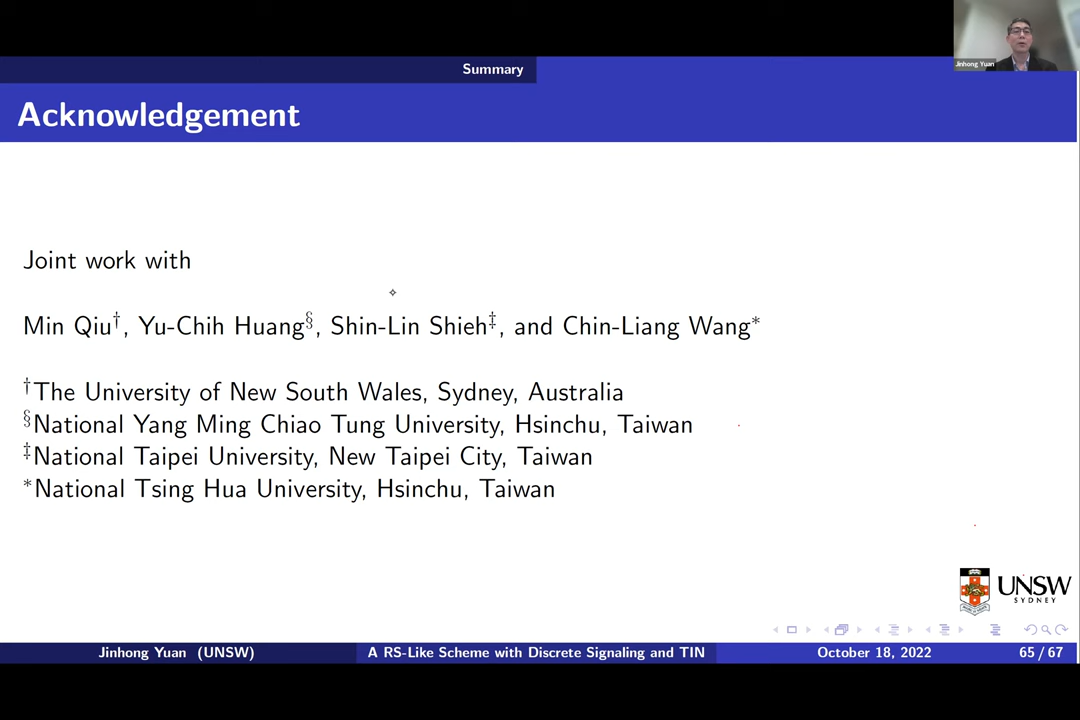 Jinhong Yuan
Summary
Acknowledgement
Joint work with
Min Qiu†, Yu-Chih Huang§, Shin-Lin Shieh‡, and Chin-Liang Wang*
†The University of New South Wales, Sydney, Australia
§National Yang Ming Chiao Tung University, Hsinchu, Taiwan
‡National Taipei University, New Taipei City, Taiwan
*National Tsing Hua University, Hsinchu, Taiwan
UNSW
SYDNEY
Jinhong Yuan (UNSW) A RS-Like Scheme with Discrete Signaling and TIN October 18, 2022 65 / 67